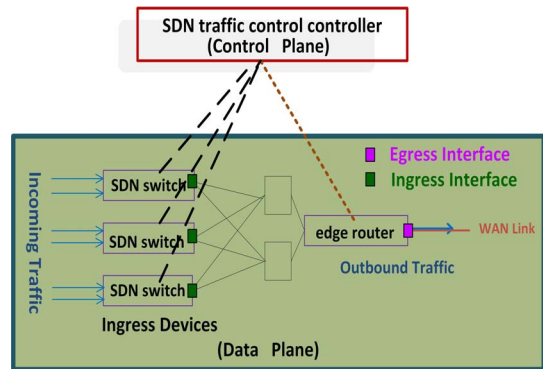 SDN traffic control controller
(Control Plane)
Egress Interface
Ingress Interface
Incoming Traffic
SDN switch
SDN switch
SDN switch
edge router
WAN Link
Outbound Traffic
Ingress Devices
(Data Plane)